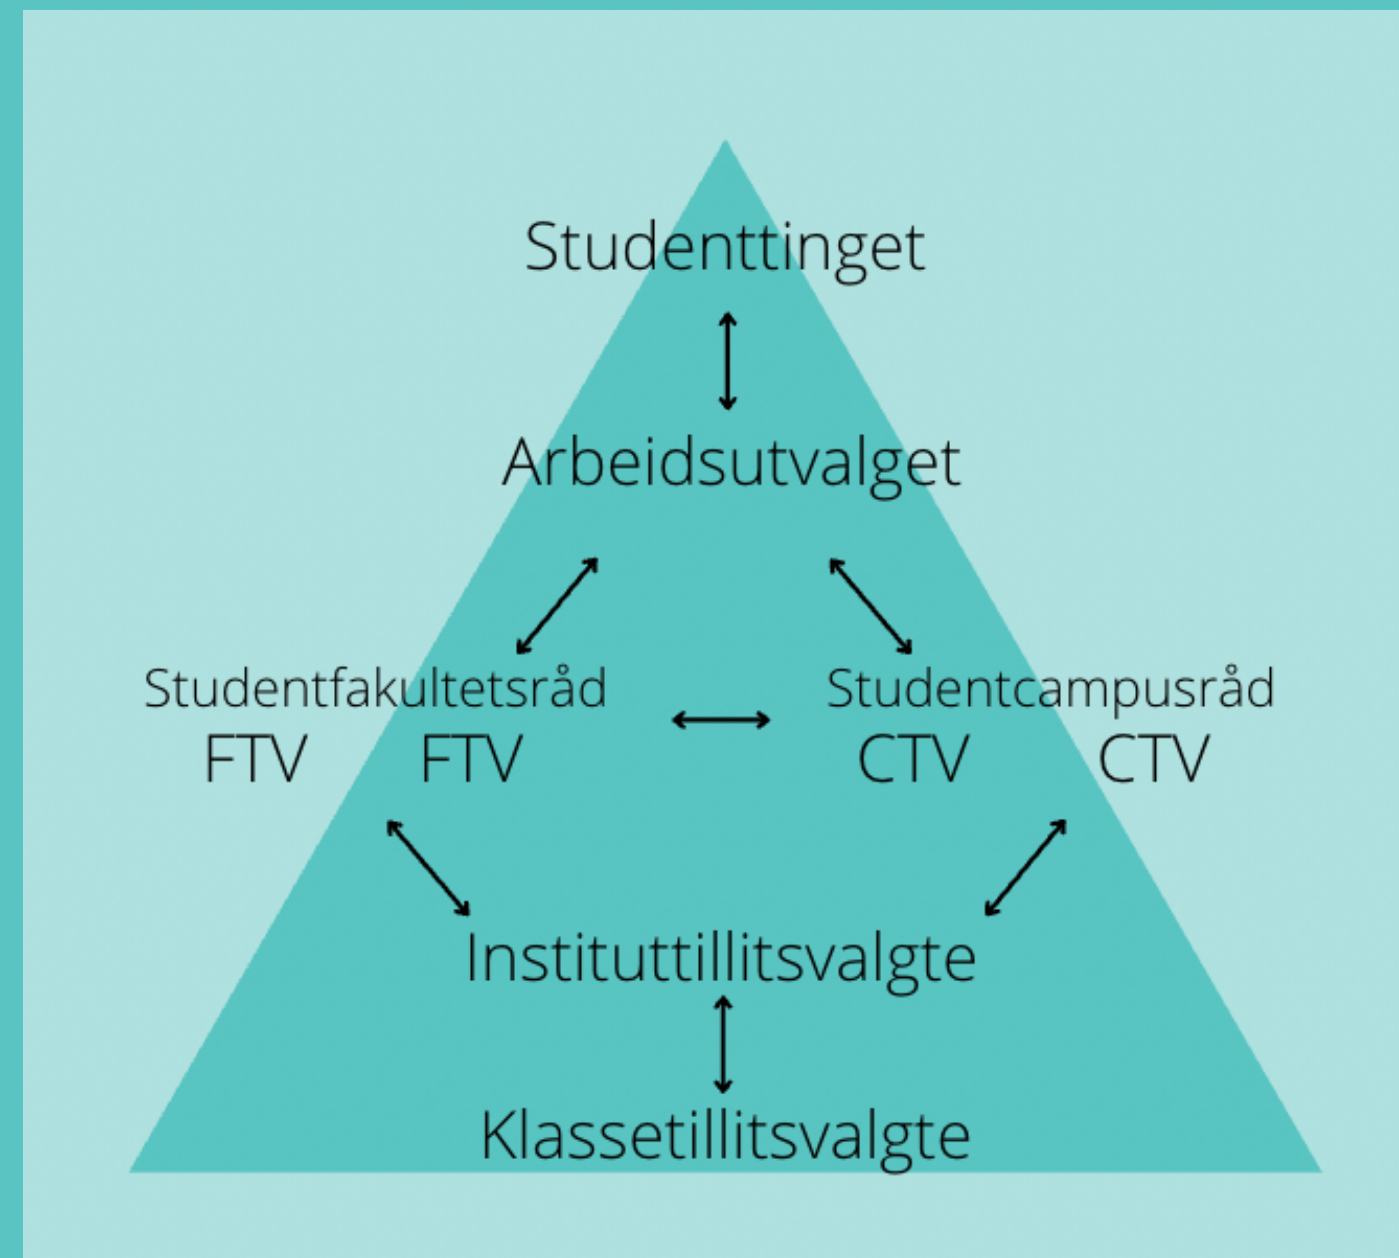 Studenttinget
Arbeidsutvalget
Studentfakultetsråd
FTV FTV
Studentcampusråd
CTV CTV
Instituttillitsvalgte
Klassetillitsvalgte